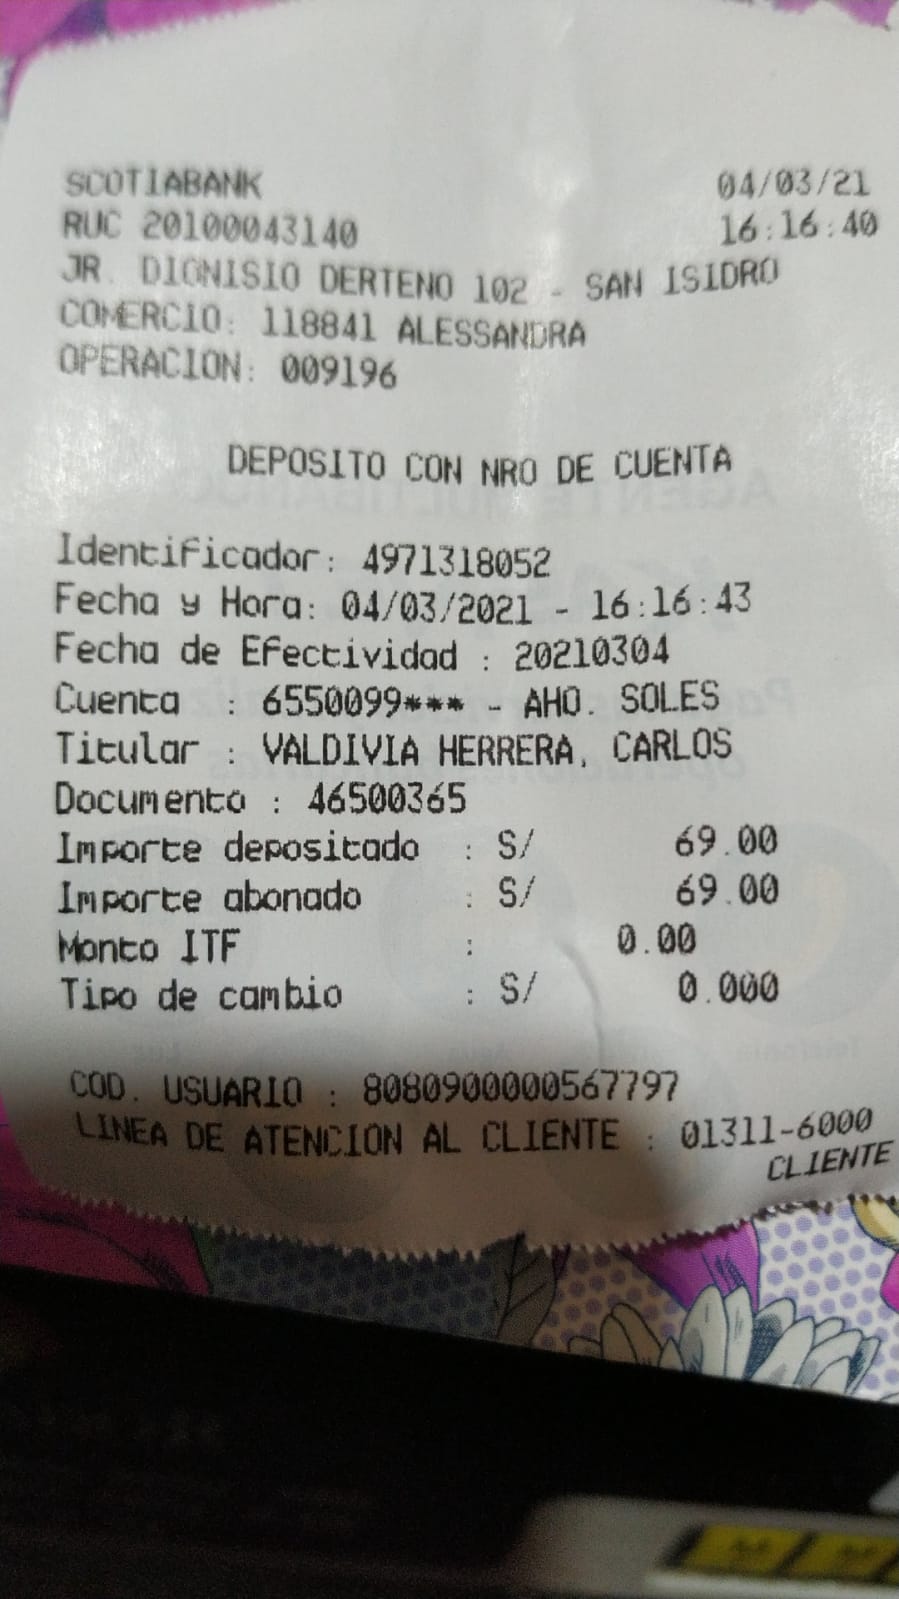 SCOTIABANK 04/03/21
RUC 20100043140 16:16:40
JR. DIONISIO DERTENO 102 - SAN ISIDRO
COMERCIO: 118841 ALESSANDRA
OPERACION: 009196
DEPOSITO CON NRO DE CUENTA
Identificador: 4971318052
Fecha y Hora: 04/03/2021 - 16:16:43
Fecha de Efectividad : 20210304
Cuenta : 6550099*** - AHO. SOLES
Titular : VALDIVIA HERRERA, CARLOS
Documento : 46500365
Importe depositado : S/ 69.00
Importe abonado : S/ 69.00
Monto ITF : 0.00
Tipo de cambio : S/ 0.000
COD. USUARIO : 8080900000567797
LINEA DE ATENCION AL CLIENTE : 01311-6000
CLIENTE